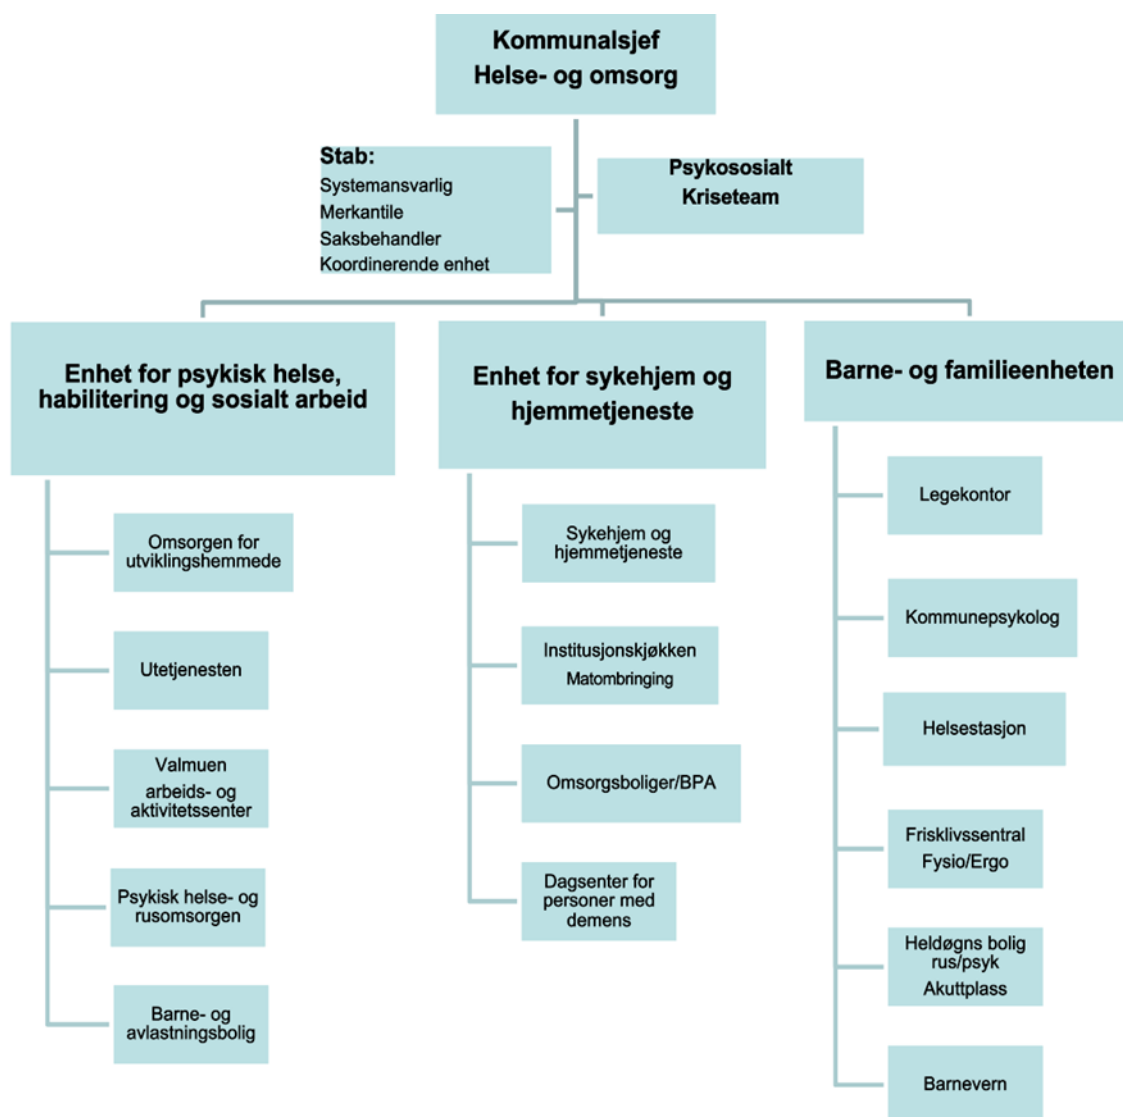 Kommunalsjef
Helse- og omsorg
Stab:
Systemansvarlig
Merkantile
Saksbehandler
Koordinerende enhet
Psykososialt
Kriseteam
Enhet for psykisk helse,
habilitering og sosialt arbeid
Omsorgen for
utviklingshemmede
Utetjenesten
Valmuen
arbeids- og
aktivitetssenter
Psykisk helse- og
rusomsorgen
Barne- og
avlastningsbolig
Enhet for sykehjem og
hjemmetjeneste
Sykehjem og
hjemmetjeneste
Institusjonskjøkken
Matombringing
Omsorgsboliger/BPA
Dagsenter for
personer med
demens
Barne- og familieenheten
Legekontor
Kommunepsykolog
Helsestasjon
Frisklivssentral
Fysio/Ergo
Heldøgns bolig
rus/psyk
Akuttplass
Barnevern